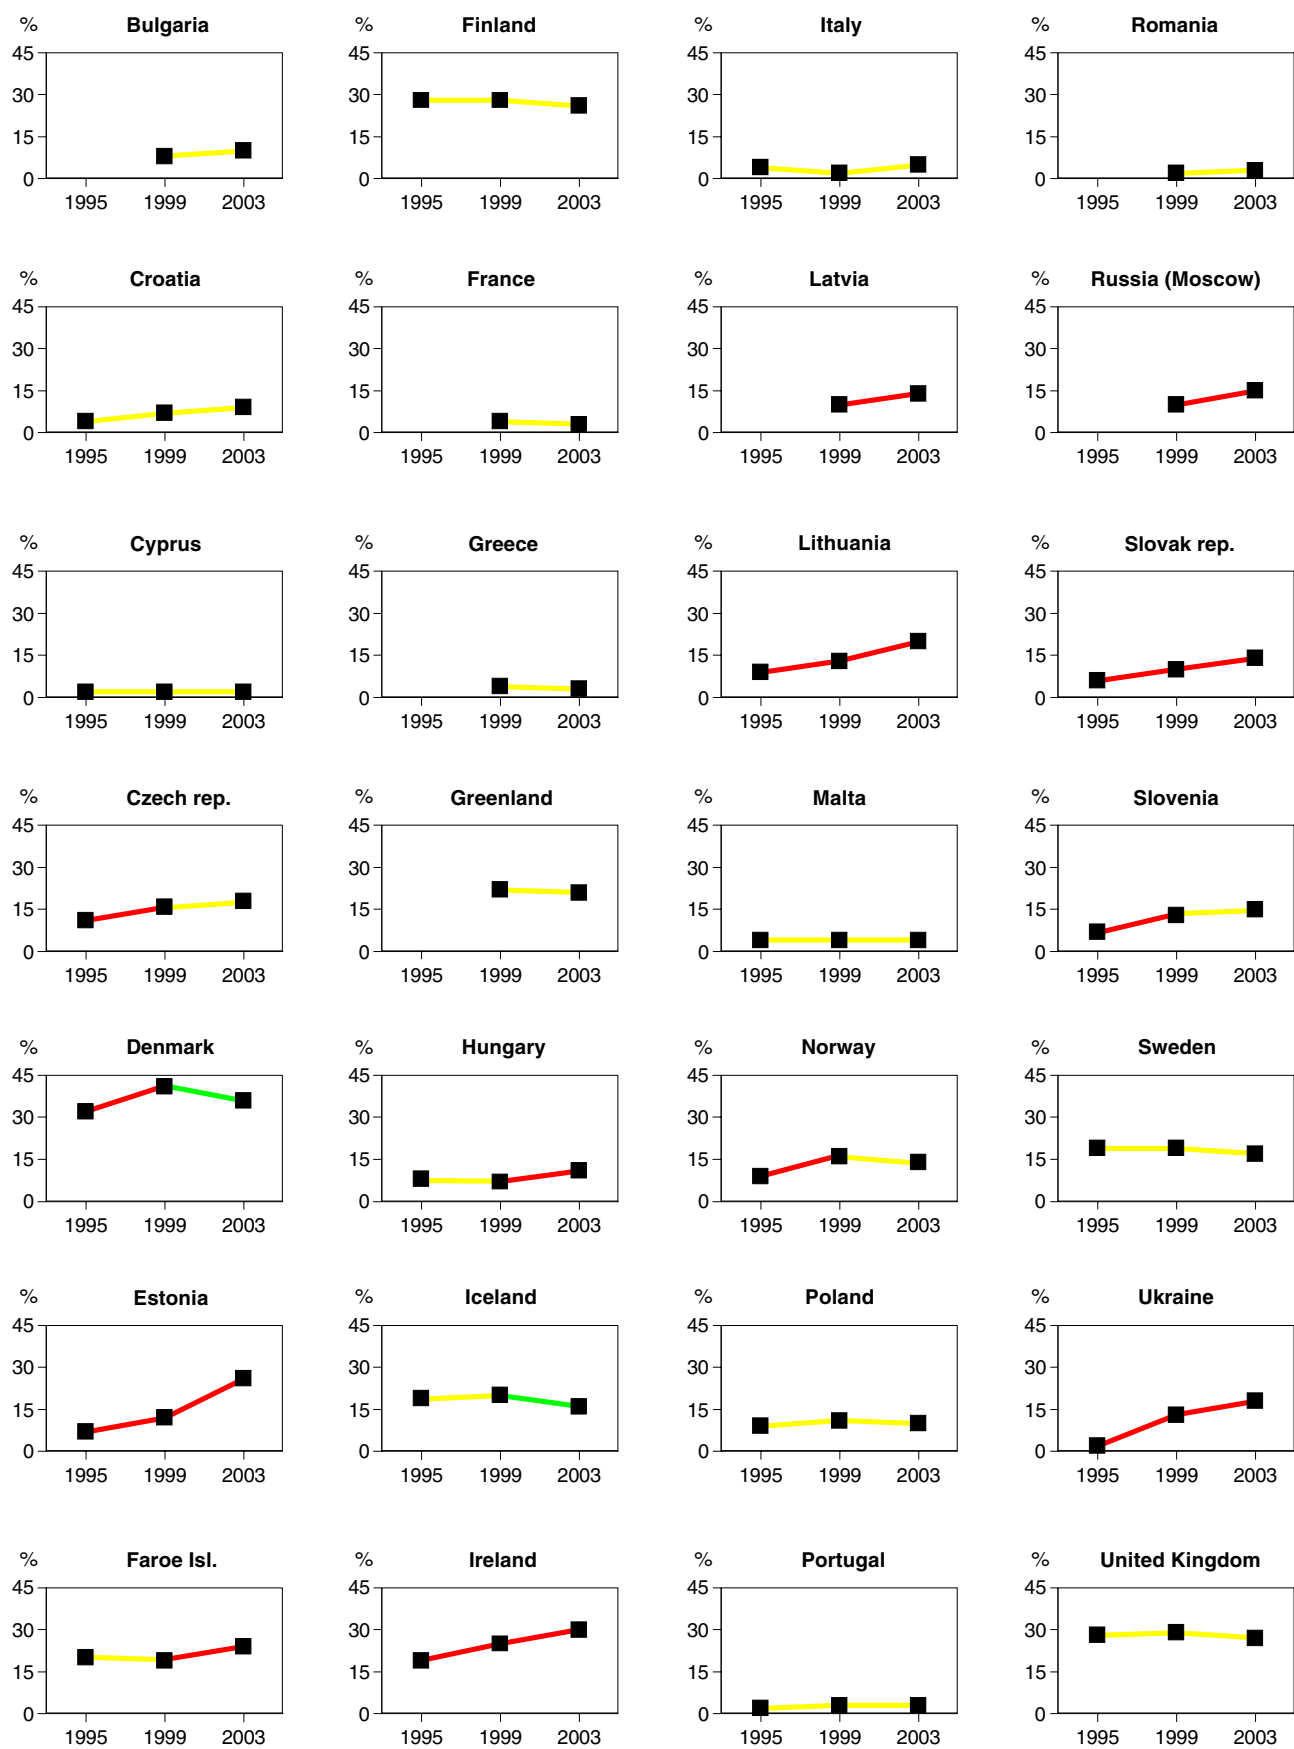 % Bulgaria % Finland % Italy % Romania
45 45 45 45
30 30 30 30
15 15 15 15
0 0 0 0
1995 1999 2003 1995 1999 2003 1995 1999 2003 1995 1999 2003
% Croatia % France % Latvia % Russia (Moscow)
45 45 45 45
30 30 30 30
15 15 15 15
0 0 0 0
1995 1999 2003 1995 1999 2003 1995 1999 2003 1995 1999 2003
% Cyprus % Greece % Lithuania % Slovak rep.
45 45 45 45
30 30 30 30
15 15 15 15
0 0 0 0
1995 1999 2003 1995 1999 2003 1995 1999 2003 1995 1999 2003
% Czech rep. % Greenland % Malta % Slovenia
45 45 45 45
30 30 30 30
15 15 15 15
0 0 0 0
1995 1999 2003 1995 1999 2003 1995 1999 2003 1995 1999 2003
% Denmark % Hungary % Norway % Sweden
45 45 45 45
30 30 30 30
15 15 15 15
0 0 0 0
1995 1999 2003 1995 1999 2003 1995 1999 2003 1995 1999 2003
% Estonia % Iceland % Poland % Ukraine
45 45 45 45
30 30 30 30
15 15 15 15
0 0 0 0
1995 1999 2003 1995 1999 2003 1995 1999 2003 1995 1999 2003
% Faroe Isl. % Ireland % Portugal % United Kingdom
45 45 45 45
30 30 30 30
15 15 15 15
0 0 0 0
1995 1999 2003 1995 1999 2003 1995 1999 2003 1995 1999 2003